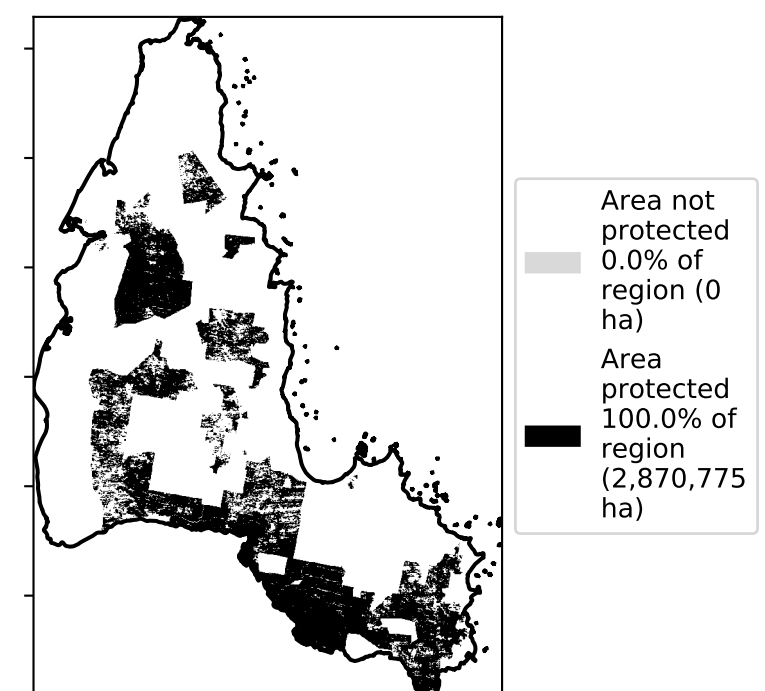 Area not
protected
0.0% of
region (0
ha)
Area
protected
100.0% of
region
(2,870,775
ha)